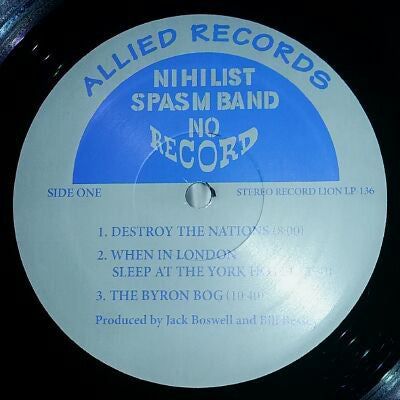 ALLIED RECORDS
NIHILIST
SPASM BAND
NO
RECORD
SIDE ONE
STEREO RECORD LION LP 136
1. DESTROY THE NATIONS (8:00)
2. WHEN IN LONDON
SLEEP AT THE YORK
3. THE BYRON BOG (10:40)
Produced by Jack Boswell and Bill